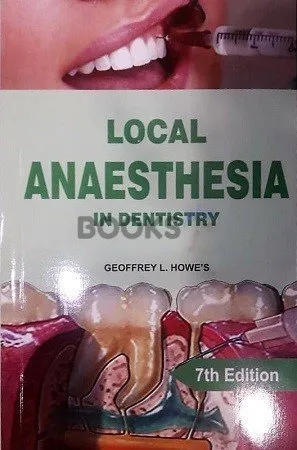 LOCAL
ANAESTHESIA
IN DENTISTRY
BOOKS
GEOFFREY L. HOWE'S
7th Edition